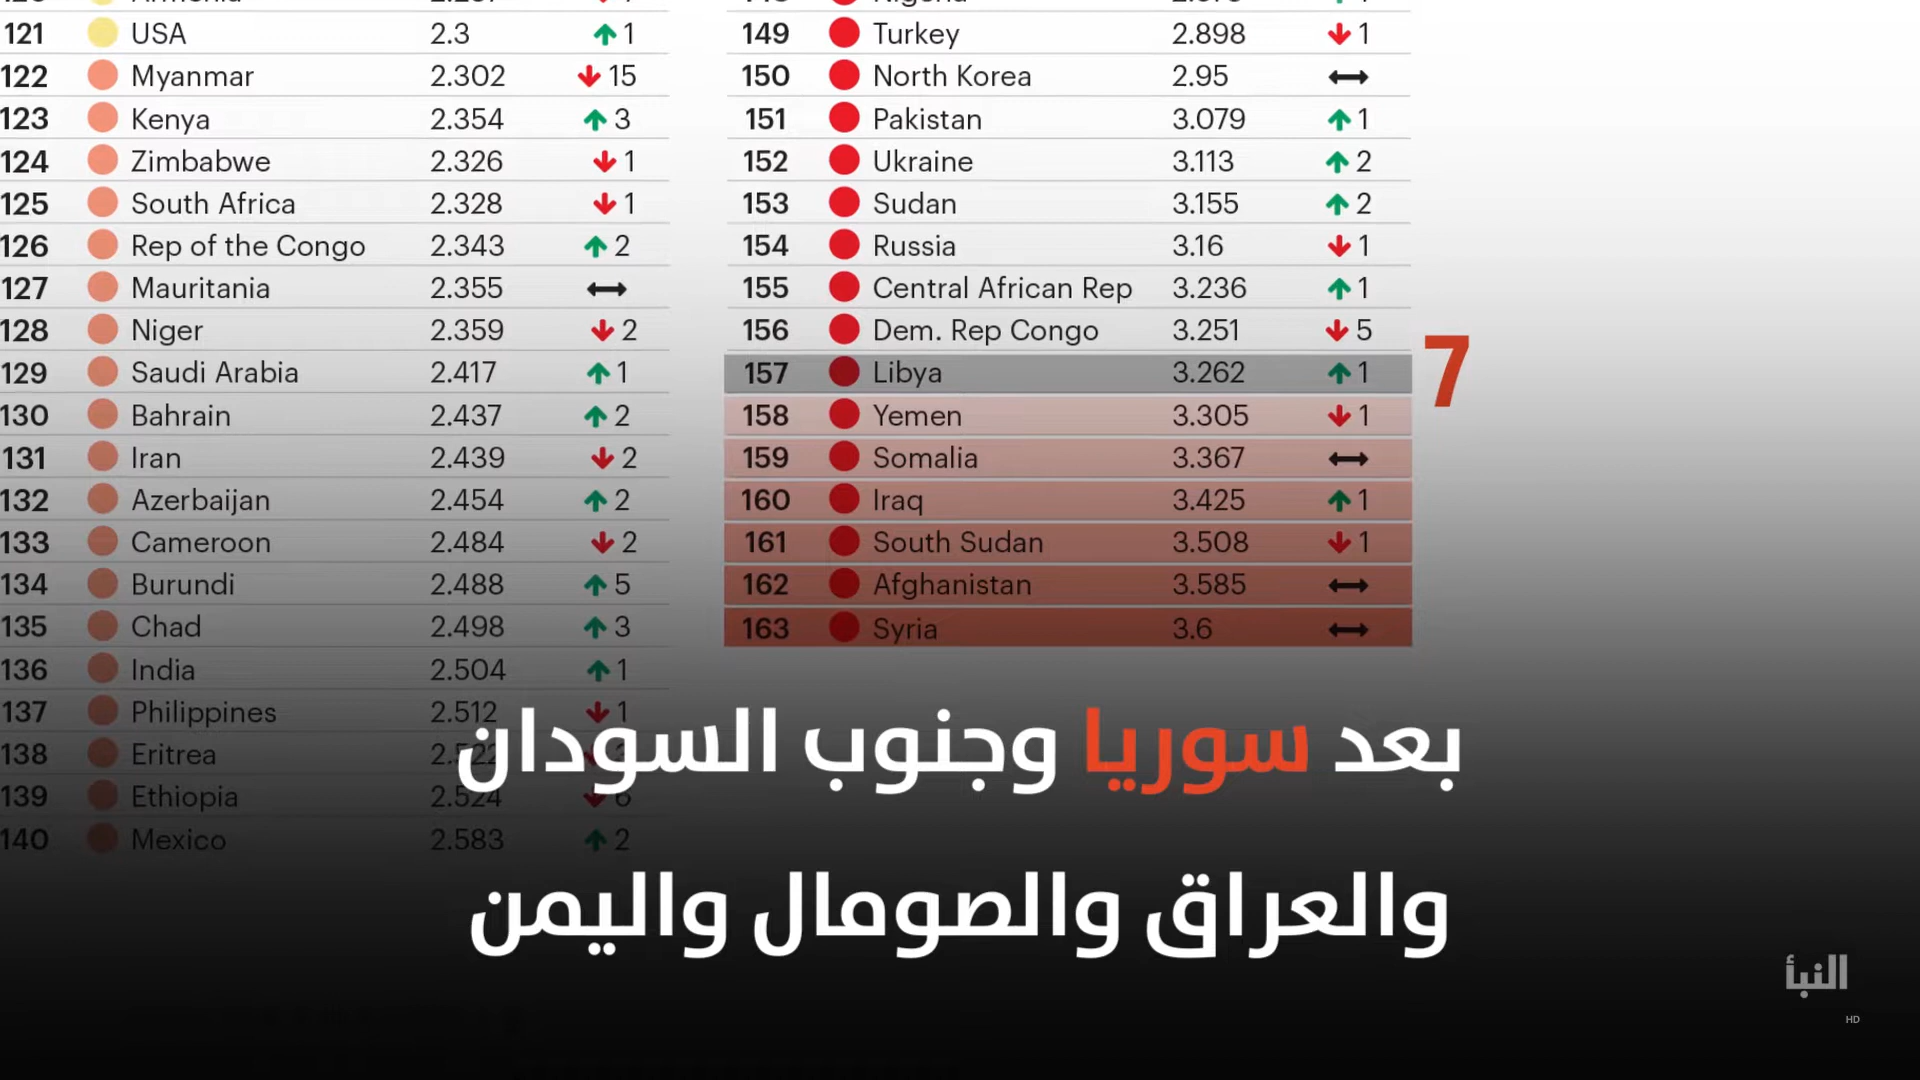 121 USA 2.3 1
122 Myanmar 2.302 15
123 Kenya 2.354 3
124 Zimbabwe 2.326 1
125 South Africa 2.328 1
126 Rep of the Congo 2.343 2
127 Mauritania 2.355
128 Niger 2.359 2
129 Saudi Arabia 2.417 1
130 Bahrain 2.437 2
131 Iran 2.439 2
132 Azerbaijan 2.454 2
133 Cameroon 2.484 2
134 Burundi 2.488 5
135 Chad 2.498 3
136 India 2.504 1
137 Philippines 2.512 1
138 Eritrea
139 Ethiopia 2.524 6
140 Mexico 2.583 2
149 Turkey 2.898 1
150 North Korea 2.95
151 Pakistan 3.079 1
152 Ukraine 3.113 2
153 Sudan 3.155 2
154 Russia 3.16 1
155 Central African Rep 3.236 1
156 Dem. Rep Congo 3.251 5
157 Libya 3.262 1
158 Yemen 3.305 1
159 Somalia 3.367
160 Iraq 3.425 1
161 South Sudan 3.508 1
162 Afghanistan 3.585
163 Syria 3.6
7
بعد سوريا وجنوب السودان
والعراق والصومال واليمن
النبأ
HD